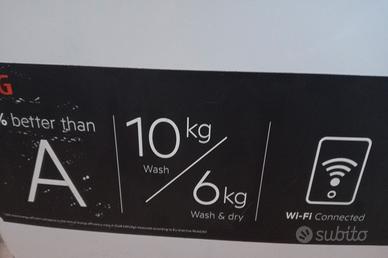 G
% better than
A
10 kg
Wash
6 kg
Wash & dry
Wi-Fi Connected
subito